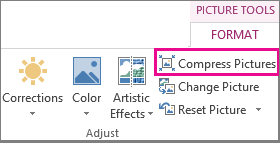 PICTURE TOOLS
FORMAT
Compress Pictures
Corrections Color Artistic Effects Change Picture
Reset Picture
Adjust